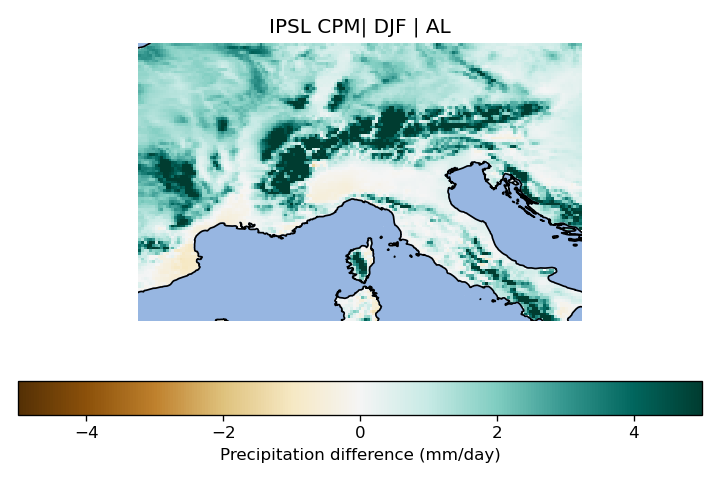 IPSL CPM| DJF | AL
−4 −2 0 2 4
Precipitation difference (mm/day)